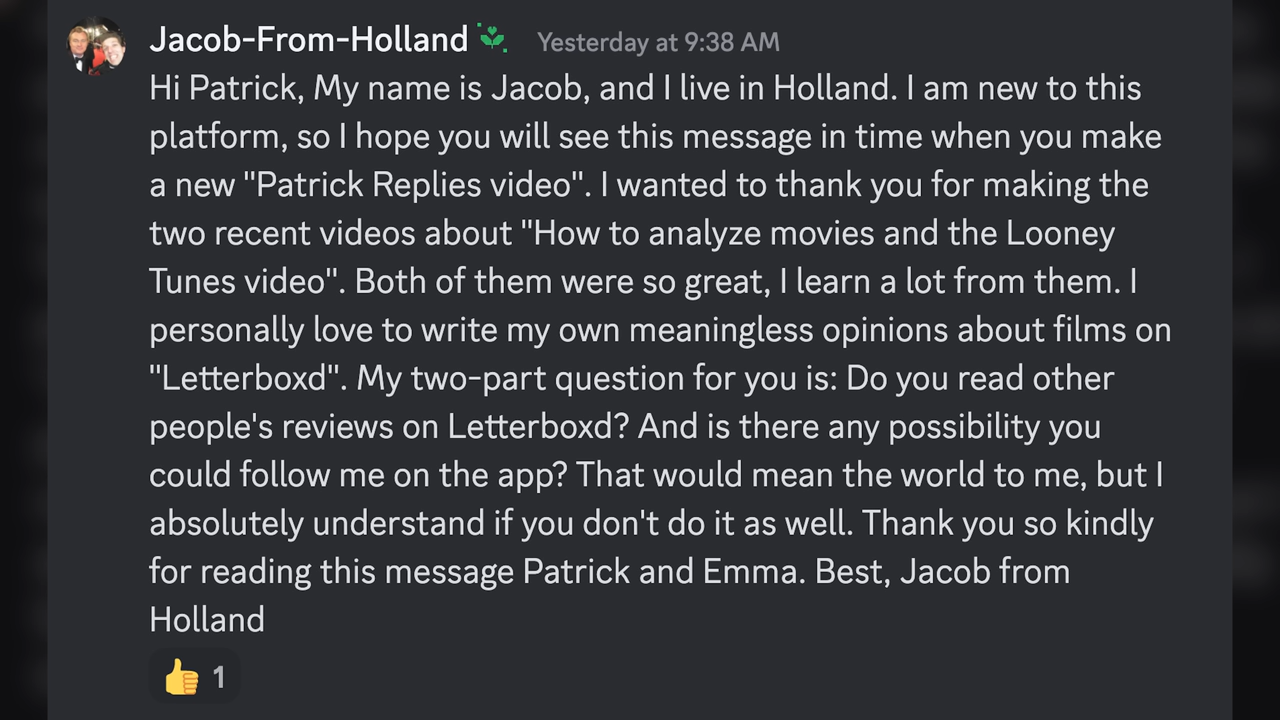 Jacob-From-Holland Yesterday at 9:38 AM
Hi Patrick, My name is Jacob, and I live in Holland. I am new to this
platform, so I hope you will see this message in time when you make
a new "Patrick Replies video". I wanted to thank you for making the
two recent videos about "How to analyze movies and the Looney
Tunes video". Both of them were so great, I learn a lot from them. I
personally love to write my own meaningless opinions about films on
"Letterboxd". My two-part question for you is: Do you read other
people's reviews on Letterboxd? And is there any possibility you
could follow me on the app? That would mean the world to me, but I
absolutely understand if you don't do it as well. Thank you so kindly
for reading this message Patrick and Emma. Best, Jacob from
Holland
👍 1